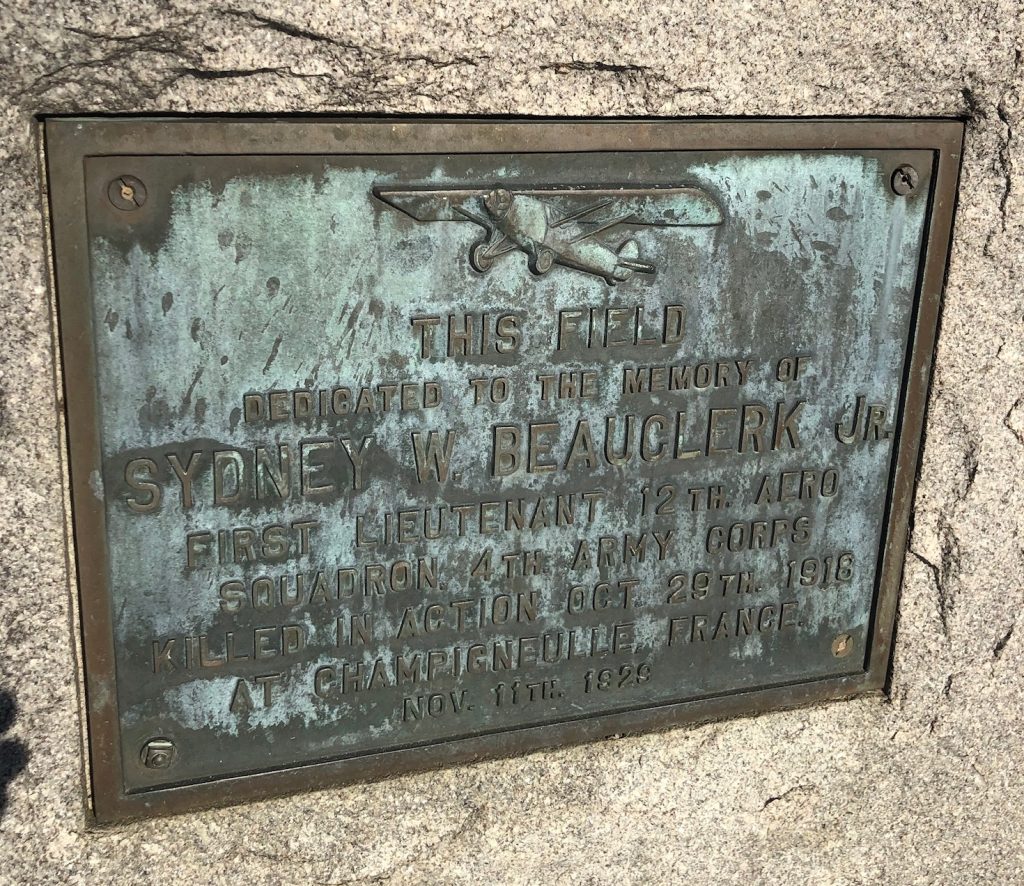 THIS FIELD
DEDICATED TO THE MEMORY OF
SYDNEY W. BEAUCLERK JR.
FIRST LIEUTENANT 12TH. AERO
SQUADRON, 4TH. ARMY CORPS
KILLED IN ACTION OCT. 29TH. 1918
AT CHAMPIGNEULLE, FRANCE.
NOV. 11TH. 1929